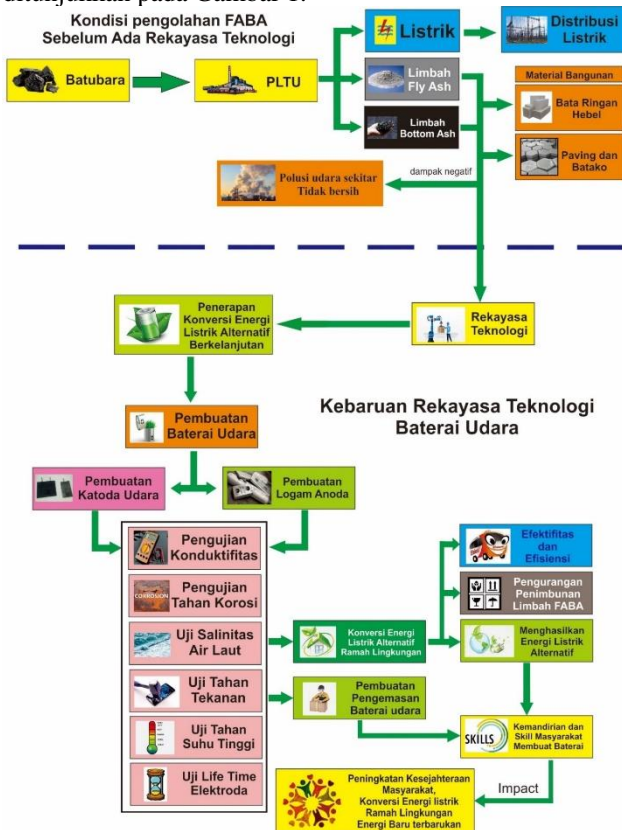 ditunjukkan pada Gambar 1.
Kondisi pengolahan FABA
Sebelum Ada Rekayasa Teknologi
Batubara
PLTU
Listrik
Distribusi
Listrik
Limbah
Fly Ash
Limbah
Bottom Ash
Material Bangunan
Bata Ringan
Hebel
Paving dan
Batako
dampak negatif
Polusi udara sekitar
Tidak bersih
Rekayasa
Teknologi
Penerapan
Konversi Energi
Listrik Alternatif
Berkelanjutan
Kebaruan Rekayasa Teknologi
Baterai Udara
Pembuatan
Baterai Udara
Pembuatan
Katoda Udara
Pembuatan
Logam Anoda
Pengujian
Konduktifitas
CORROSION
Pengujian
Tahan Korosi
Uji Salinitas
Air Laut
Uji Tahan
Tekanan
Uji Tahan
Suhu Tinggi
Uji Life Time
Elektroda
Konversi Energi
Listrik Alternatif
Ramah Lingkungan
Pembuatan
Pengemasan
Baterai udara
Efektifitas
dan
Efisiensi
Pengurangan
Penimbunan
Limbah FABA
Menghasilkan
Energi Listrik
Alternatif
SKILLS
Kemandirian dan
Skill Masyarakat
Membuat Baterai
Impact
Peningkatan Kesejahteraan
Masyarakat,
Konversi Energi listrik
Ramah Lingkungan
Energi Baru terbarukan